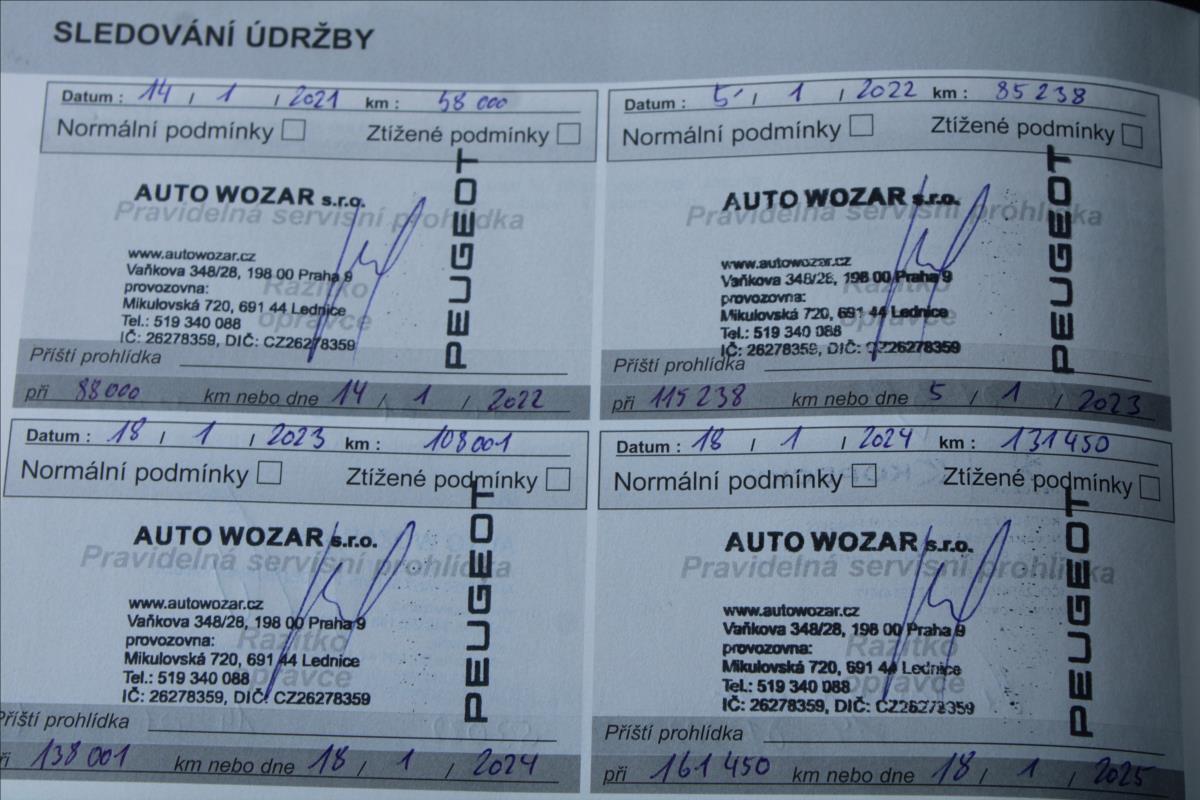 SLEDOVÁNÍ ÚDRŽBY
Datum : 14 / 1 / 2021 km : 58 000
Normální podmínky Ztížené podmínky
AUTO WOZAR s.r.o.
Pravidelná servisní prohlídka
www.autowozar.cz
Vaňkova 348/28, 198 00 Praha 9
provozovna:
Razítko
Mikulovská 720, 691 44 Lednice
opravce
Tel.: 519 340 088
IČ: 26278359, DIČ: CZ26278359
PEUGEOT
Příští prohlídka
při 88 000 km nebo dne 14 / 1 / 2022
Datum : 5 / 1 / 2022 km : 85 238
Normální podmínky Ztížené podmínky
AUTO WOZAR s.r.o.
Pravidelná servisní prohlídka
www.autowozar.cz
Vaňkova 348/28, 198 00 Praha 9
provozovna:
Razítko
Mikulovská 720, 691 44 Lednice
opravce
Tel.: 519 340 088
IČ: 26278359, DIČ: CZ26278359
PEUGEOT
Příští prohlídka
při 115 238 km nebo dne 5 / 1 / 2023
Datum : 18 / 1 / 2023 km : 108 001
Normální podmínky Ztížené podmínky
AUTO WOZAR s.r.o.
Pravidelná servisní prohlídka
www.autowozar.cz
Vaňkova 348/28, 198 00 Praha 9
provozovna:
Razítko
Mikulovská 720, 691 44 Lednice
opravce
Tel.: 519 340 088
IČ: 26278359, DIČ: CZ26278359
PEUGEOT
Příští prohlídka
při 138 001 km nebo dne 18 / 1 / 2024
Datum : 18 / 1 / 2024 km : 131 450
Normální podmínky Ztížené podmínky
AUTO WOZAR s.r.o.
Pravidelná servisní prohlídka
www.autowozar.cz
Vaňkova 348/28, 198 00 Praha 9
provozovna:
Razítko
Mikulovská 720, 691 44 Lednice
opravce
Tel.: 519 340 088
IČ: 26278359, DIČ: CZ26278359
PEUGEOT
Příští prohlídka
při 161 450 km nebo dne 18 / 1 / 2025